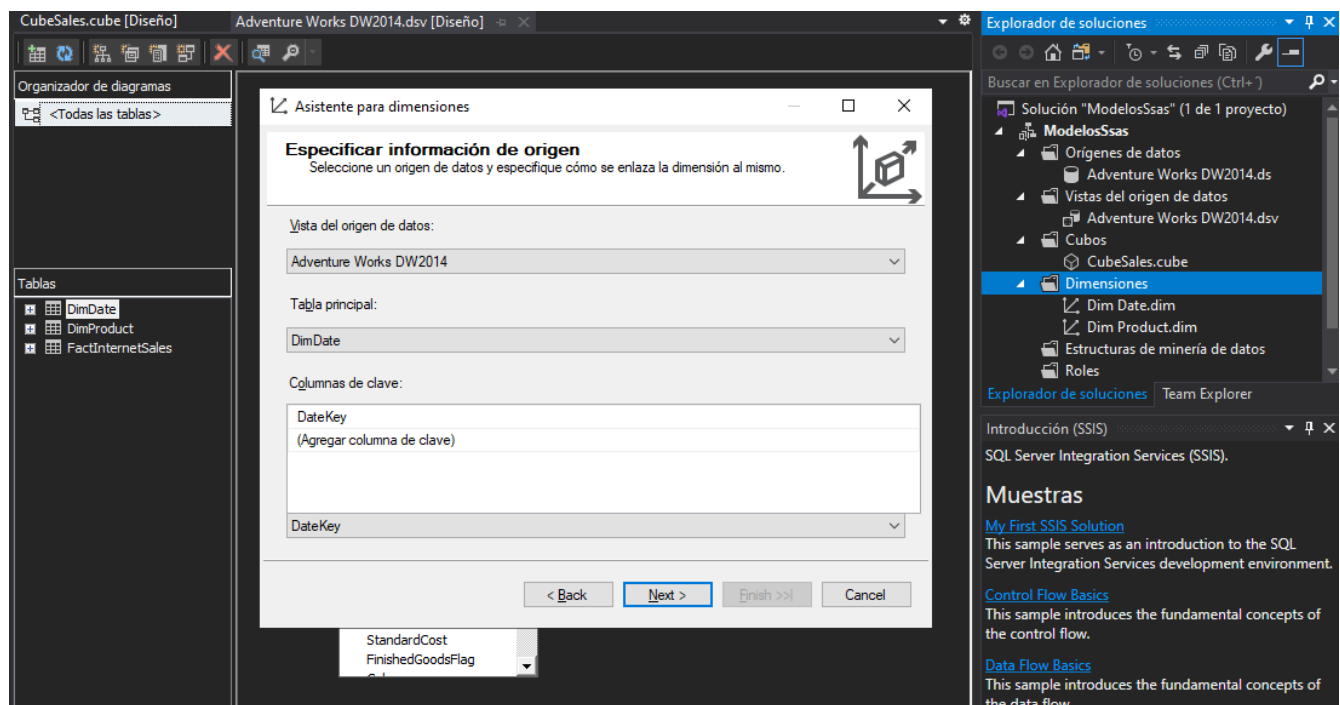 CubeSales.cube [Diseño]
Adventure Works DW2014.dsv [Diseño]
Organizador de diagramas
<Todas las tablas>
Tablas
DimDate
DimProduct
FactInternetSales
Asistente para dimensiones
Especificar información de origen
Seleccione un origen de datos y especifique cómo se enlaza la dimensión al mismo.
Vista del origen de datos:
Adventure Works DW2014
Tabla principal:
DimDate
Columnas de clave:
DateKey
(Agregar columna de clave)
DateKey
< Back
Next >
Finish >>|
Cancel
StandardCost
FinishedGoodsFlag
Explorador de soluciones
Buscar en Explorador de soluciones (Ctrl+¨)
Solución "ModelosSsas" (1 de 1 proyecto)
ModelosSsas
Orígenes de datos
Adventure Works DW2014.ds
Vistas del origen de datos
Adventure Works DW2014.dsv
Cubos
CubeSales.cube
Dimensiones
Dim Date.dim
Dim Product.dim
Estructuras de minería de datos
Roles
Explorador de soluciones
Team Explorer
Introducción (SSIS)
SQL Server Integration Services (SSIS).
Muestras
My First SSIS Solution
This sample serves as an introduction to the SQL
Server Integration Services development environment.
Control Flow Basics
This sample introduces the fundamental concepts of
the control flow.
Data Flow Basics
This sample introduces the fundamental concepts of
the data flow.